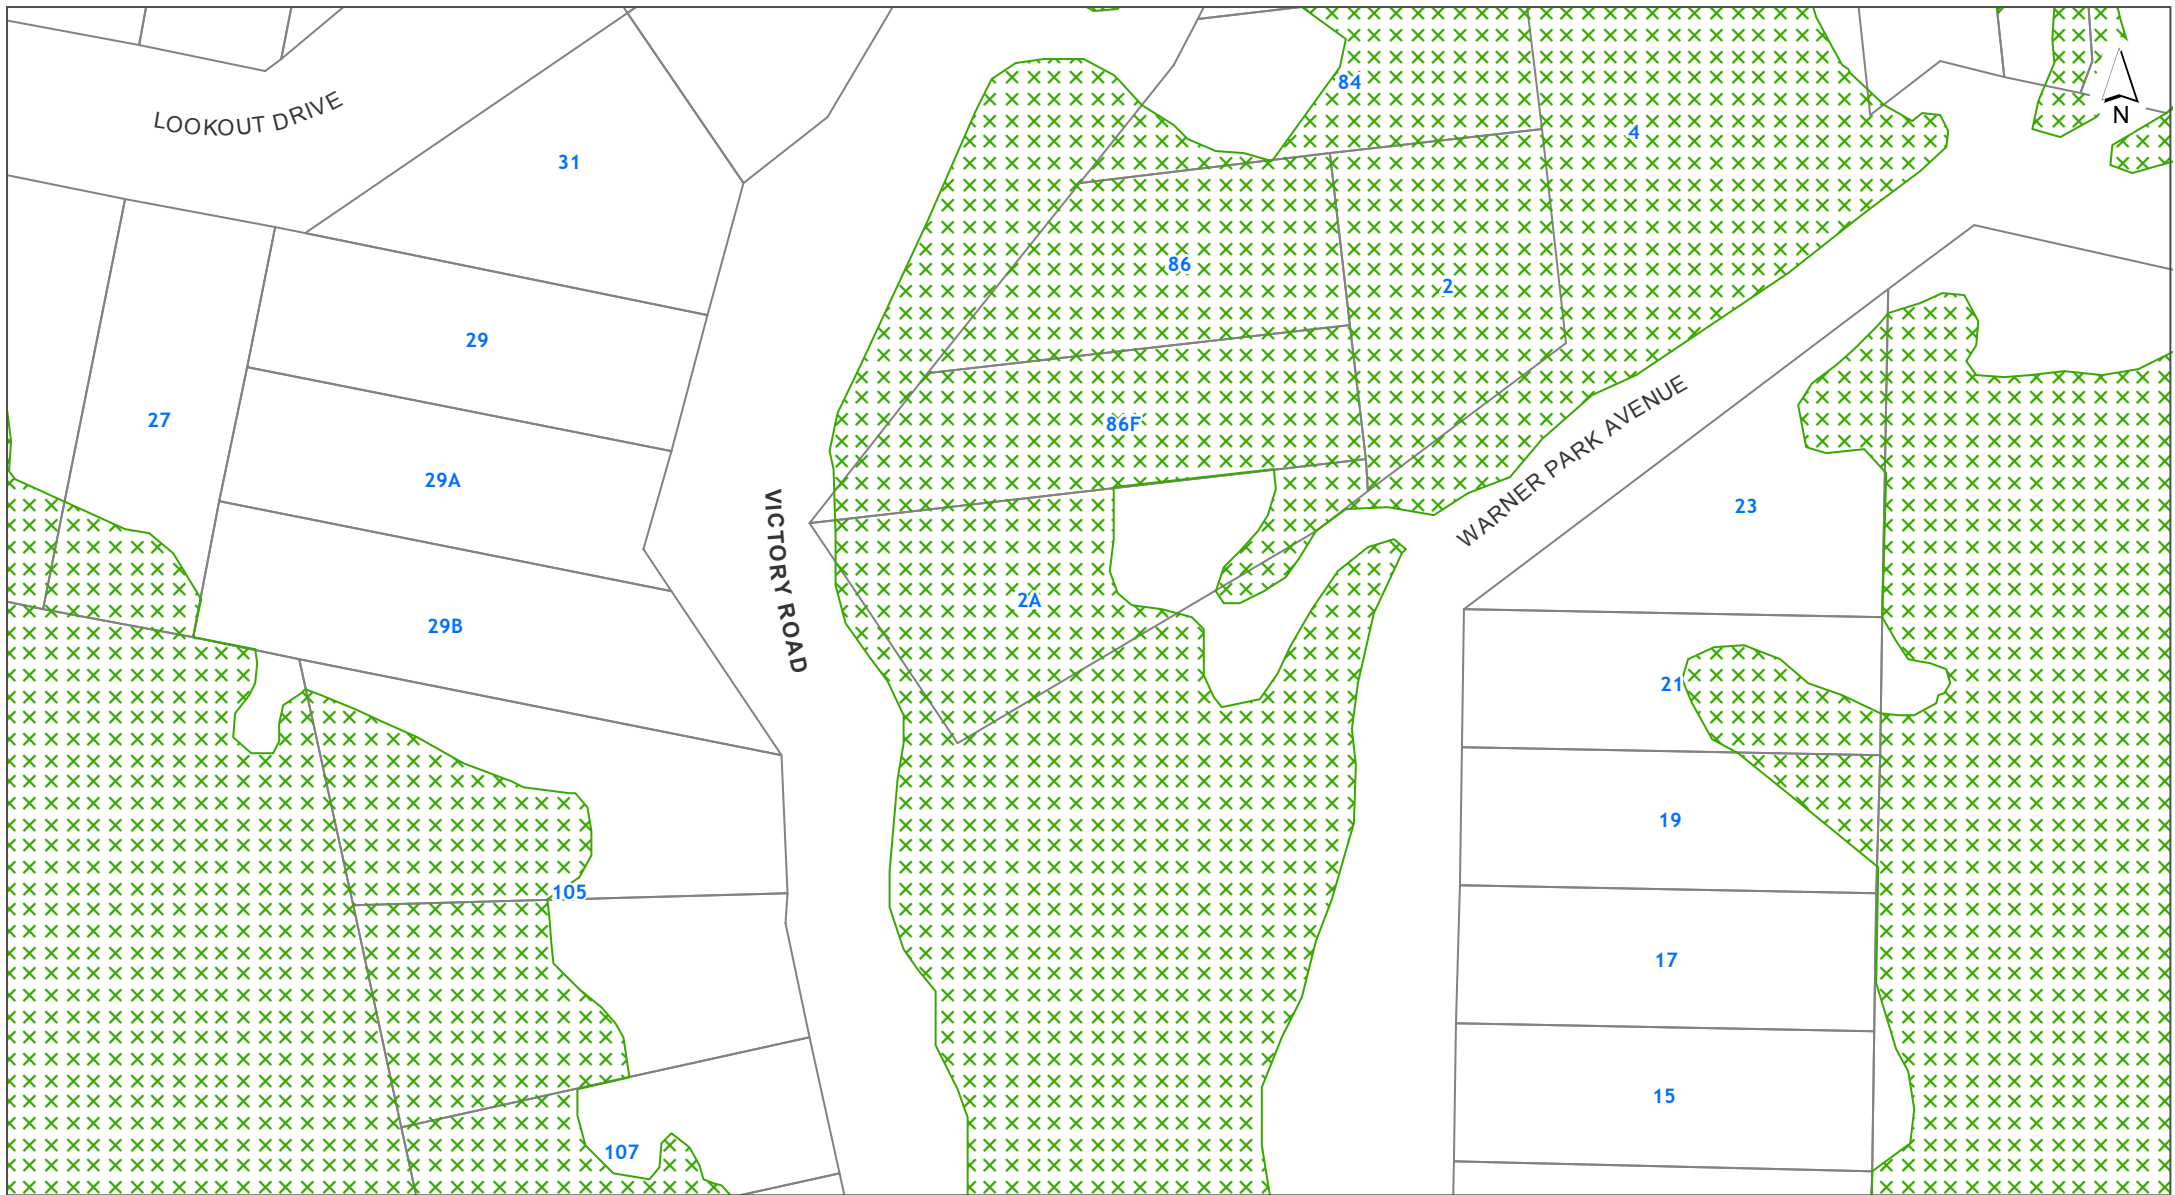 84
N
LOOKOUT DRIVE
4
31
86
2
29
27
86F
WARNER PARK AVENUE
29A
23
VICTORY ROAD
2A
29B
21
19
105
17
15
107